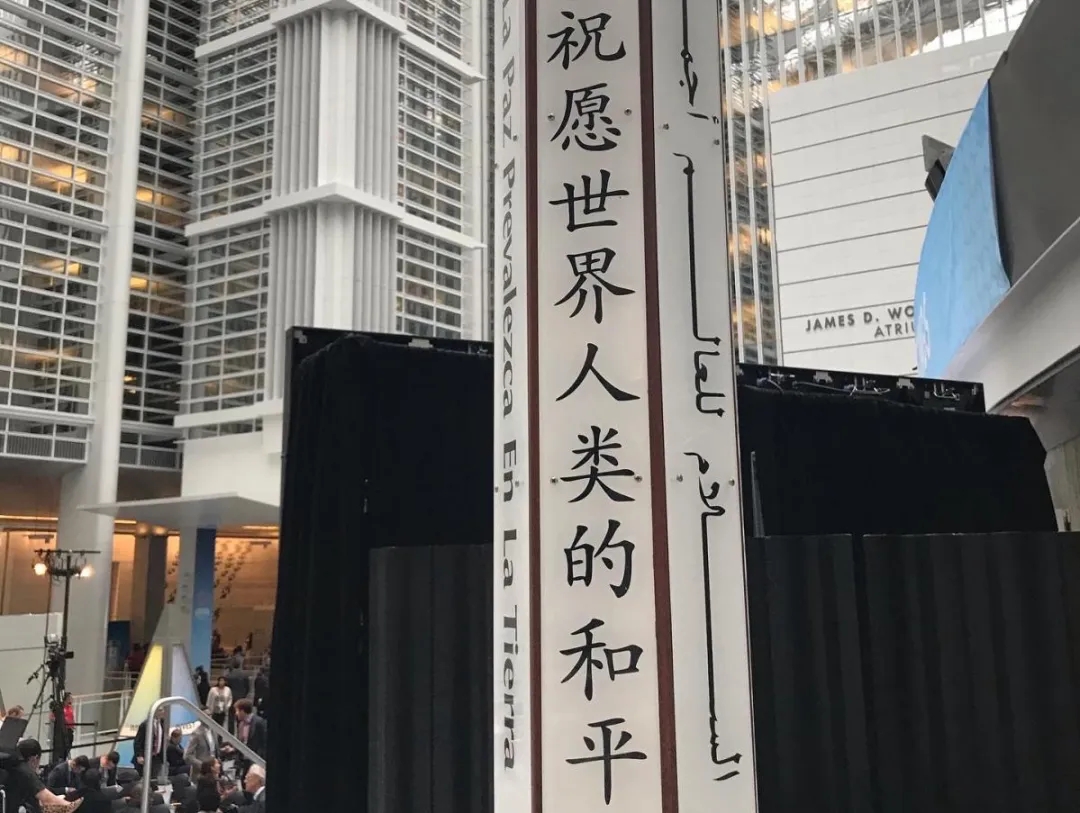 La Paz Prevalezca En La Tierra
祝愿世界人类的和平
JAMES D. WO
ATRIU